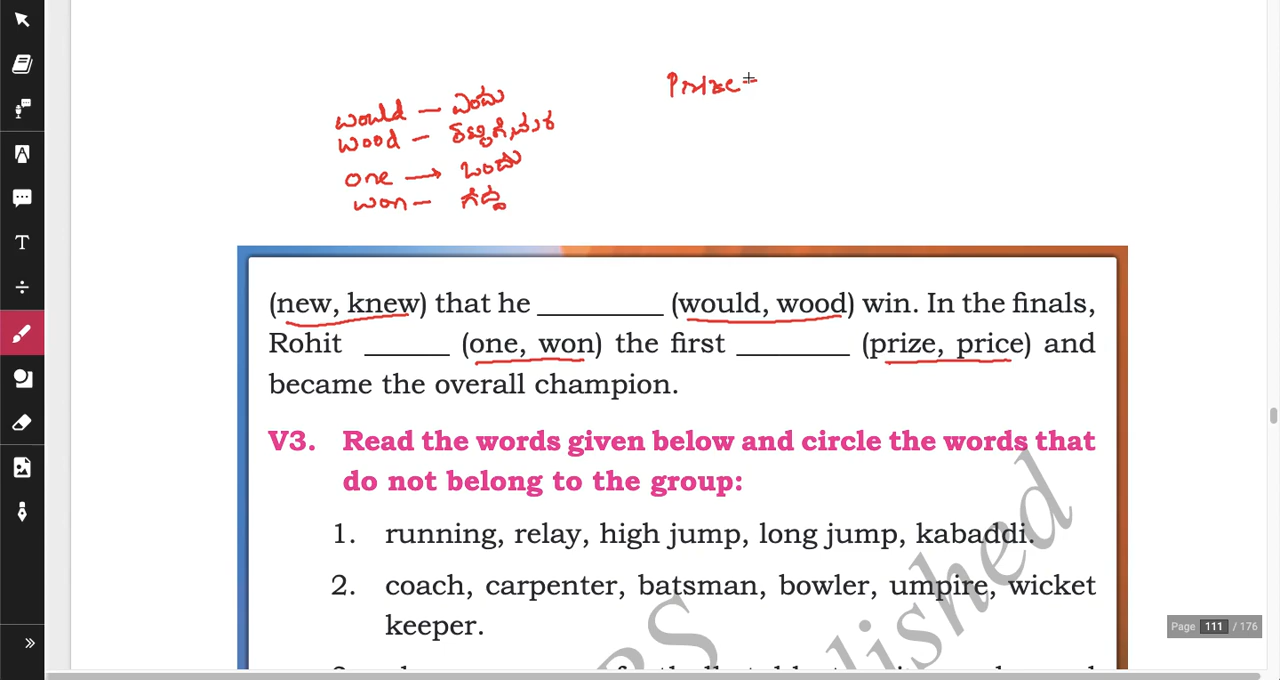 would – ಎಂದು
wood – ಕಟ್ಟಿಗೆ, ಮರ
one → ಒಂದು
won – ಗೆದ್ದ
Prize –
(new, knew) that he ________ (would, wood) win. In the finals,
Rohit ______ (one, won) the first ________ (prize, price) and
became the overall champion.
V3. Read the words given below and circle the words that
do not belong to the group:
1. running, relay, high jump, long jump, kabaddi.
2. coach, carpenter, batsman, bowler, umpire, wicket
keeper.
Page 111 / 176